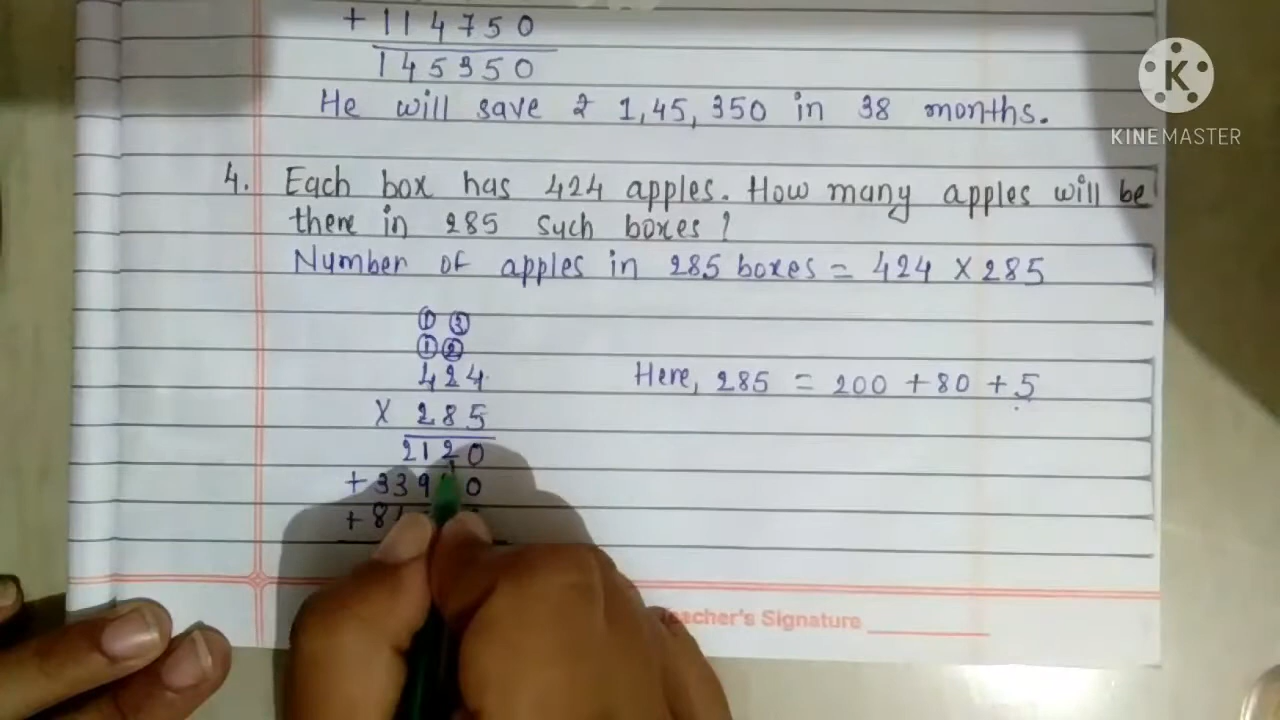 + 114750
145350
He will save ₹ 1,45,350 in 38 months.
KINEMASTER
4. Each box has 424 apples. How many apples will be
there in 285 such boxes?
Number of apples in 285 boxes = 424 × 285
① ③
① ②
424
Here, 285 = 200 + 80 + 5
× 285
2120
Teacher's Signature